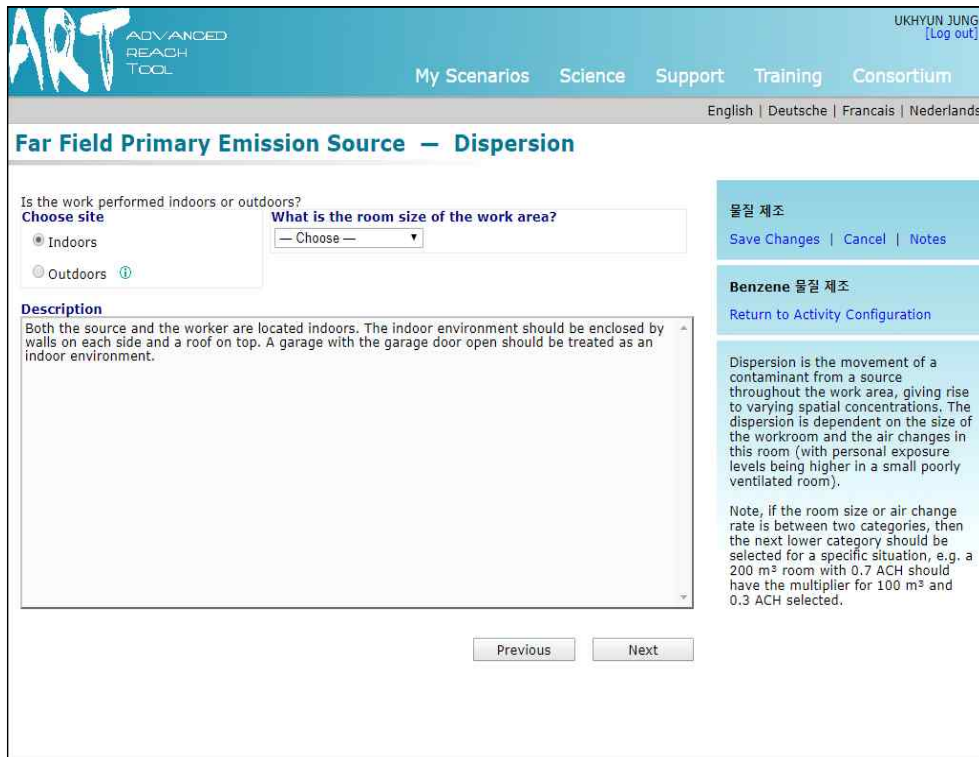 ART ADVANCED
REACH
TOOL
UKHYUN JUNG
[Log out]
My Scenarios Science Support Training Consortium
English | Deutsche | Francais | Nederlands
Far Field Primary Emission Source — Dispersion
Is the work performed indoors or outdoors?
Choose site
Indoors
Outdoors
What is the room size of the work area?
— Choose —
Description
Both the source and the worker are located indoors. The indoor environment should be enclosed by
walls on each side and a roof on top. A garage with the garage door open should be treated as an
indoor environment.
Previous Next
물질 제조
Save Changes | Cancel | Notes
Benzene 물질 제조
Return to Activity Configuration
Dispersion is the movement of a
contaminant from a source
throughout the work area, giving rise
to varying spatial concentrations. The
dispersion is dependent on the size of
the workroom and the air changes in
this room (with personal exposure
levels being higher in a small poorly
ventilated room).
Note, if the room size or air change
rate is between two categories, then
the next lower category should be
selected for a specific situation, e.g. a
200 m³ room with 0.7 ACH should
have the multiplier for 100 m³ and
0.3 ACH selected.